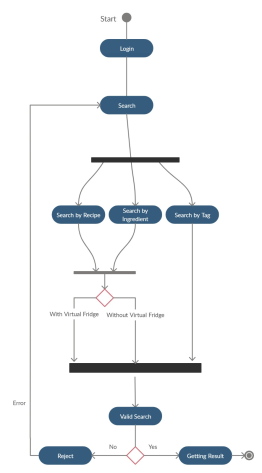 Start
Login
Search
Search by Recipe
Search by
Ingredient
Search by Tag
With Virtual Fridge
Without Virtual Fridge
Valid Search
Error
No
Yes
Reject
Getting Result